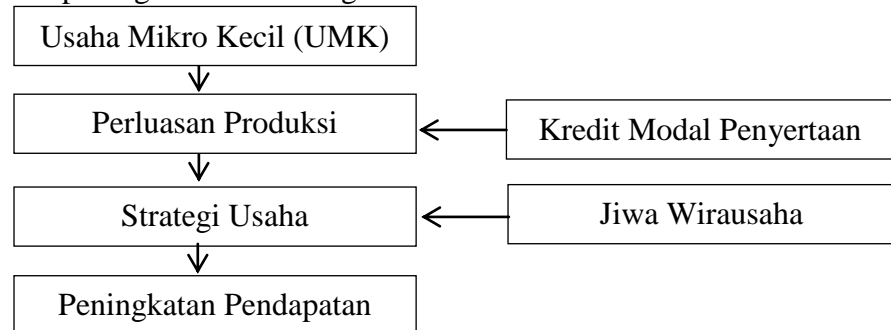 Usaha Mikro Kecil (UMK)
Perluasan Produksi
Kredit Modal Penyertaan
Strategi Usaha
Jiwa Wirausaha
Peningkatan Pendapatan